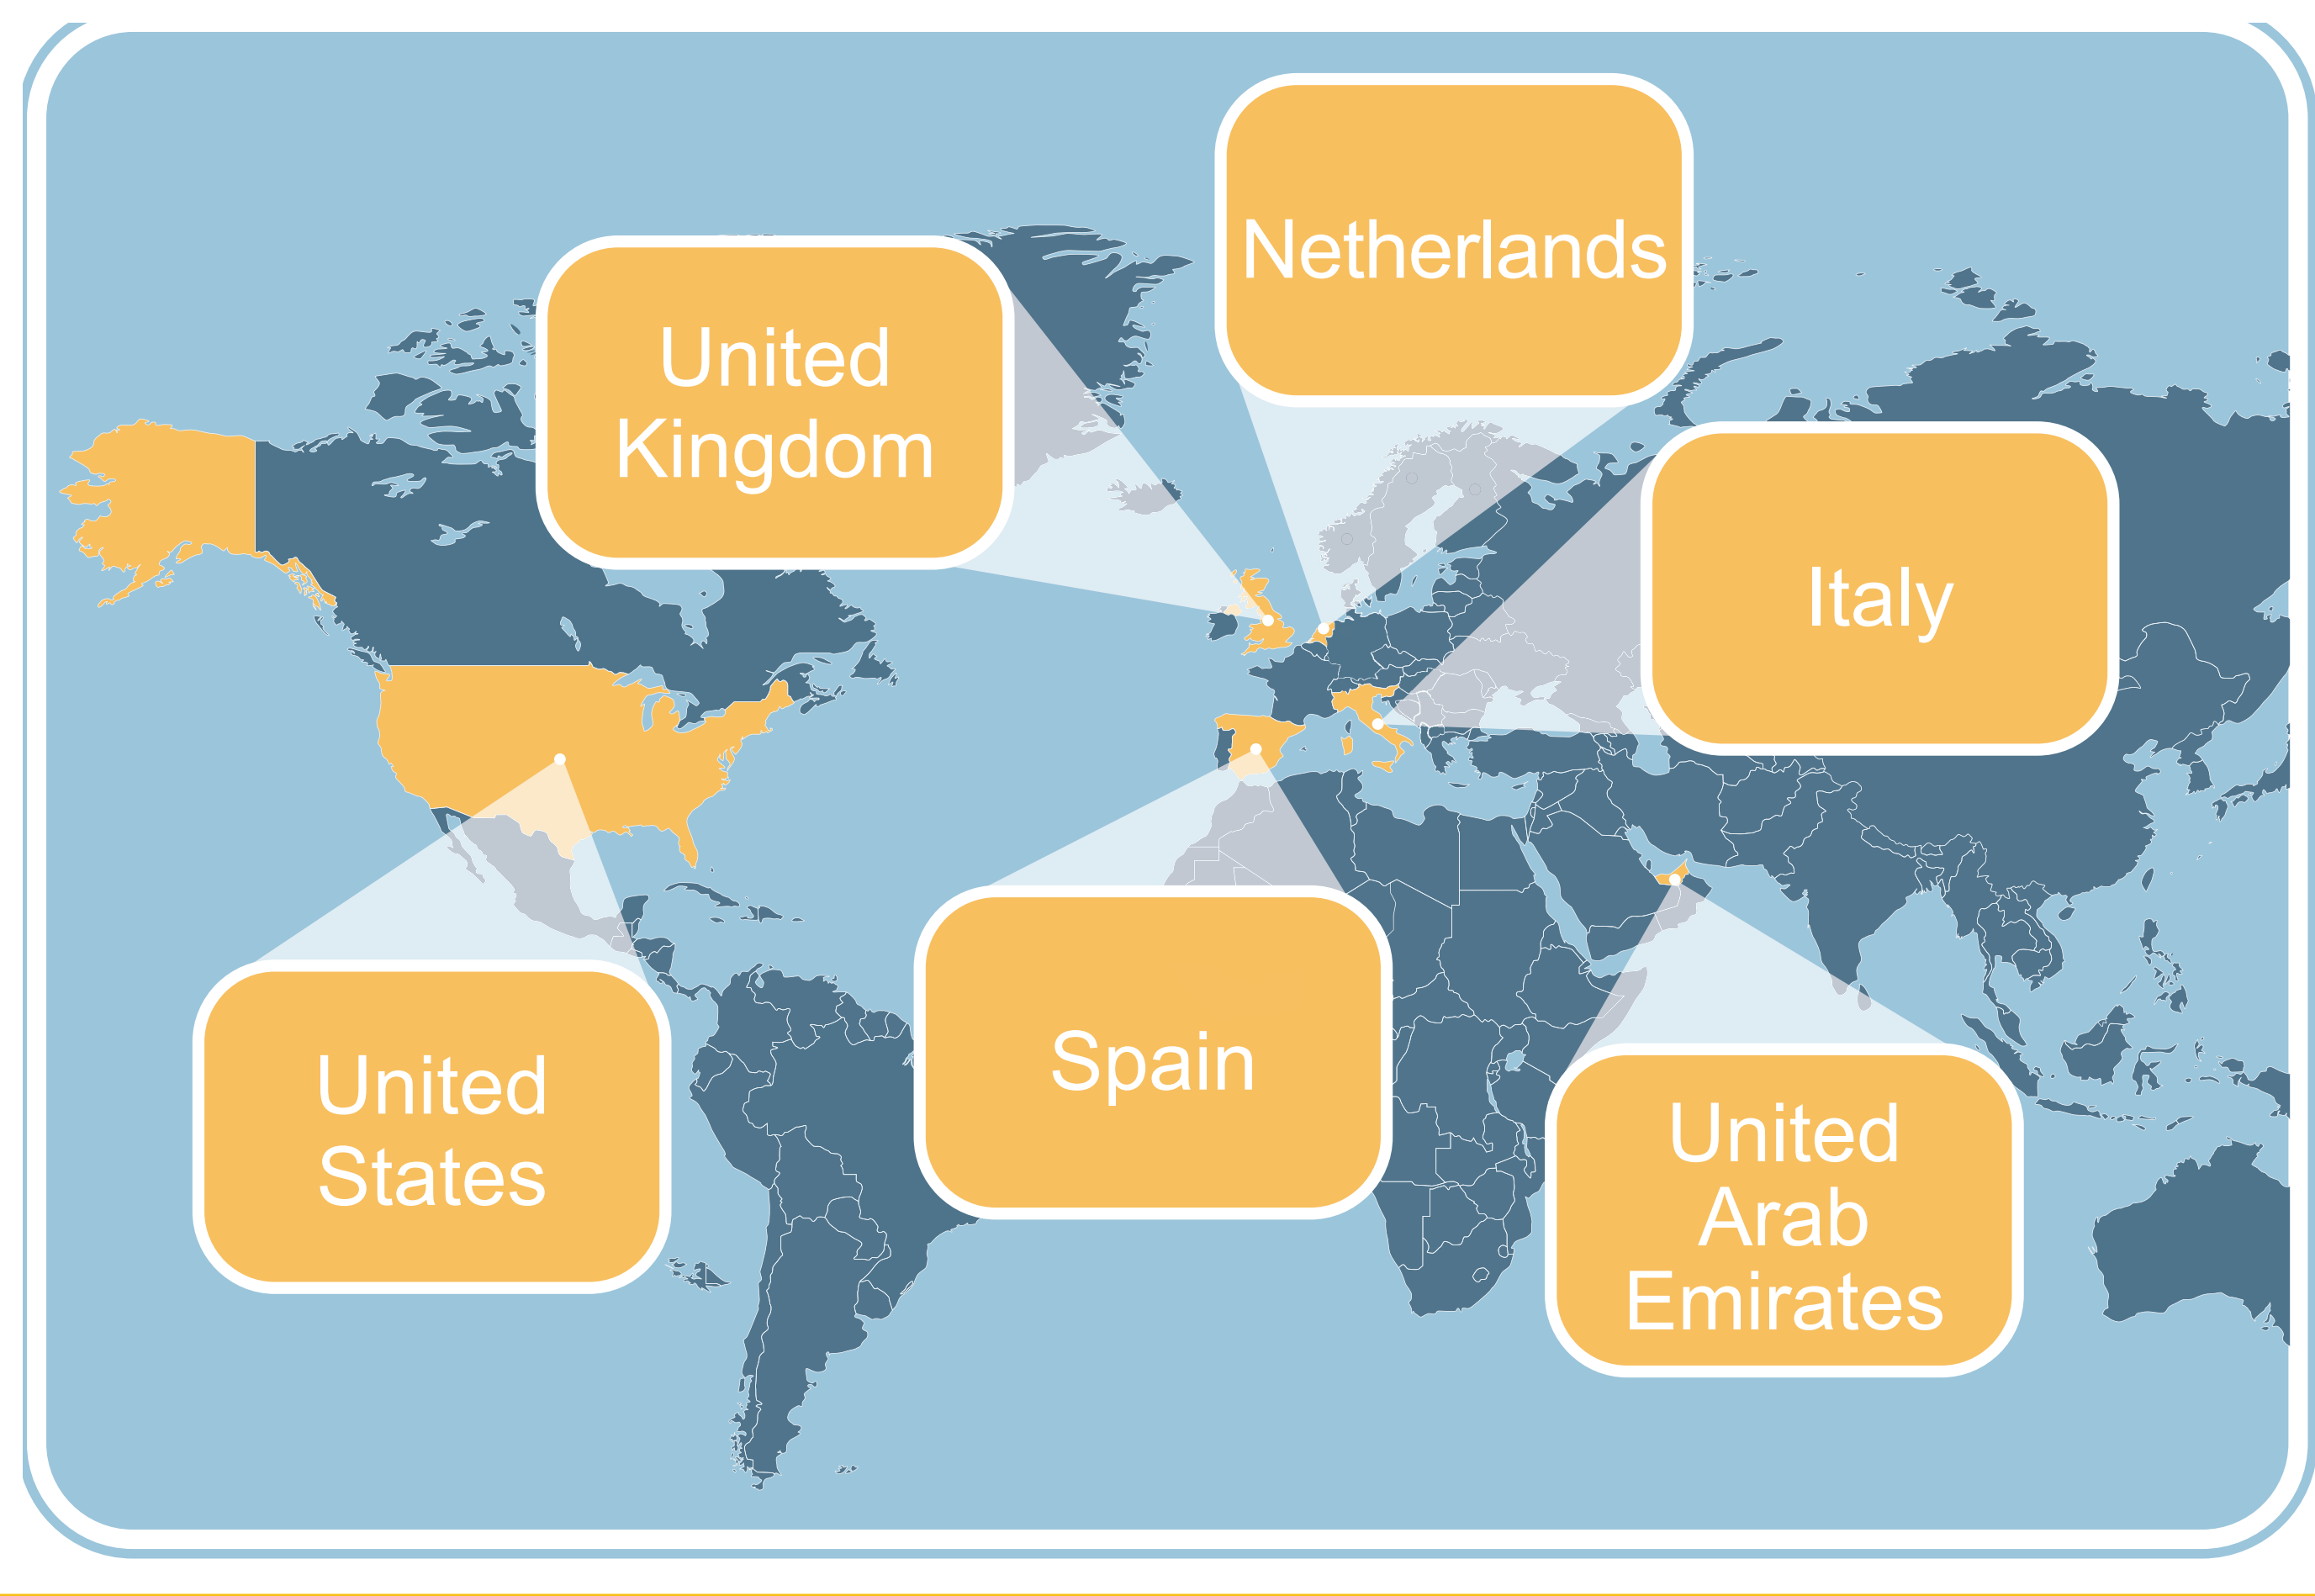 Netherlands
United
Kingdom
Italy
United
States
Spain
United
Arab
Emirates